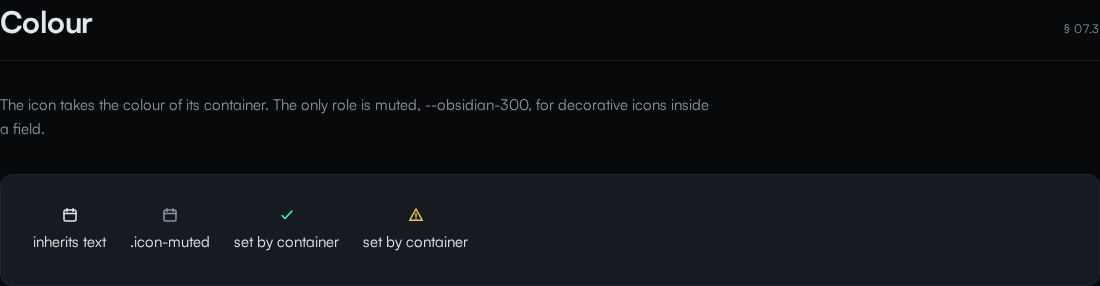 Colour
§ 07.3
The icon takes the colour of its container. The only role is muted, --obsidian-300, for decorative icons inside
a field.
inherits text
.icon-muted
set by container
set by container